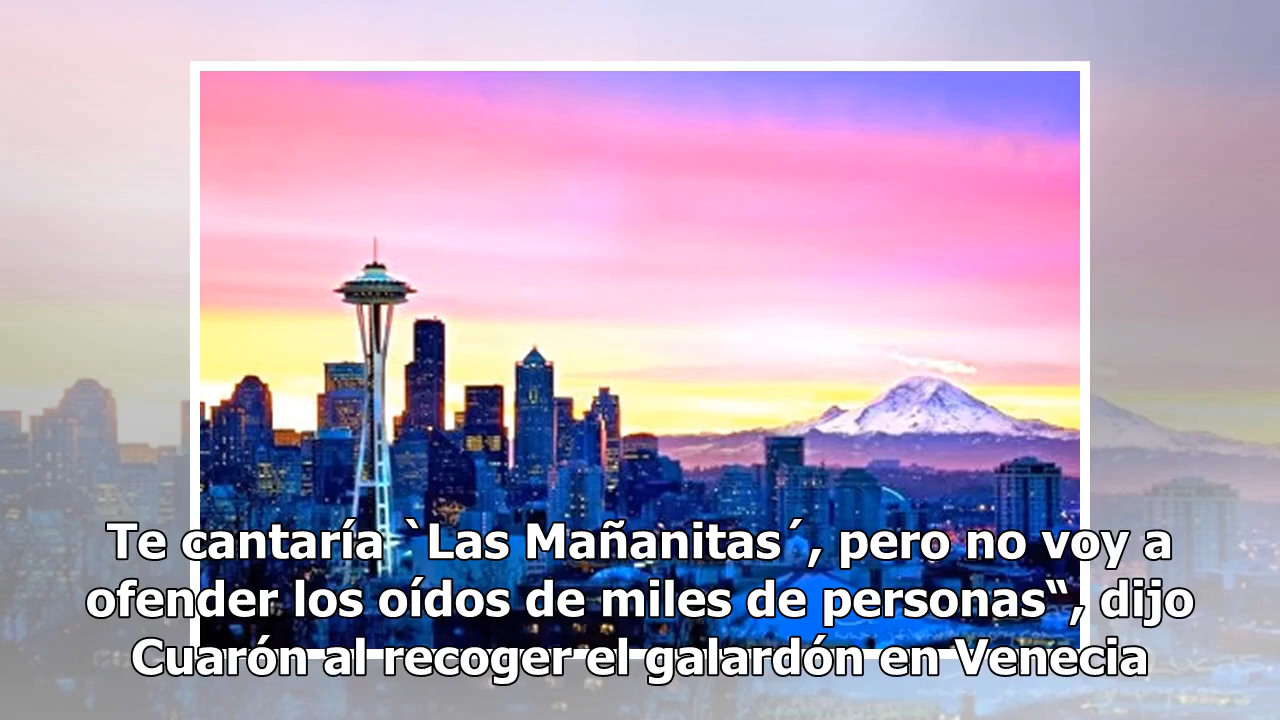 Te cantaría `Las Mañanitas´, pero no voy a
ofender los oídos de miles de personas“, dijo
Cuarón al recoger el galardón en Venecia